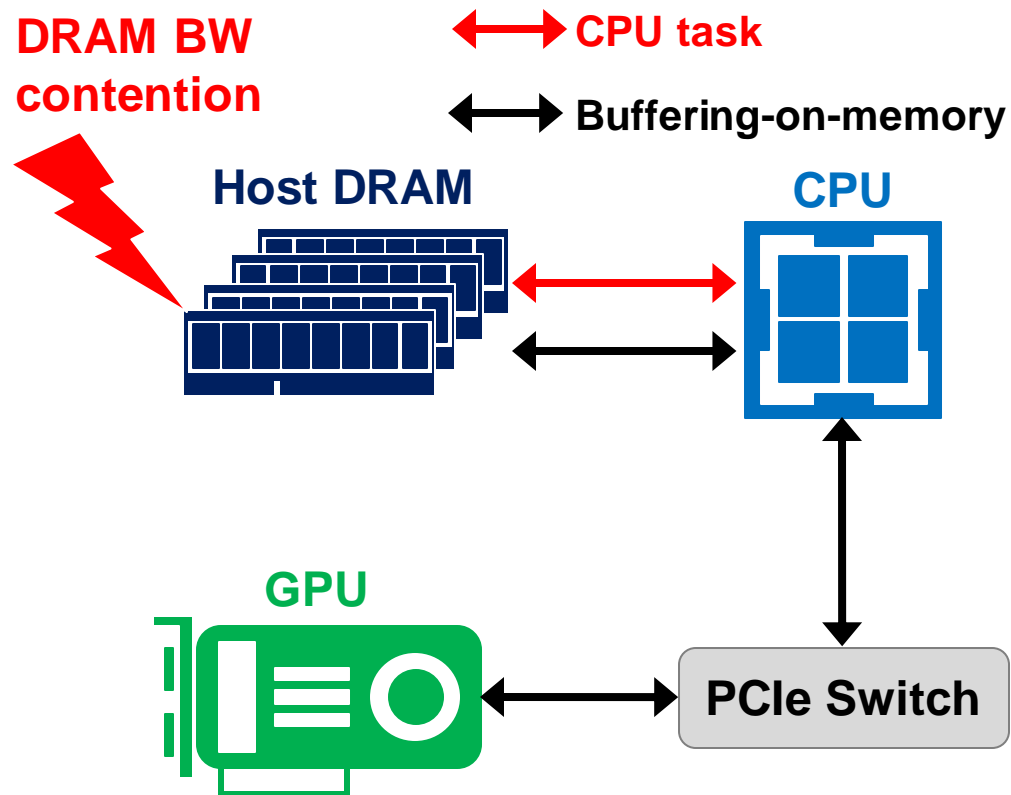 DRAM BW
contention
CPU task
Buffering-on-memory
Host DRAM
CPU
GPU
PCIe Switch